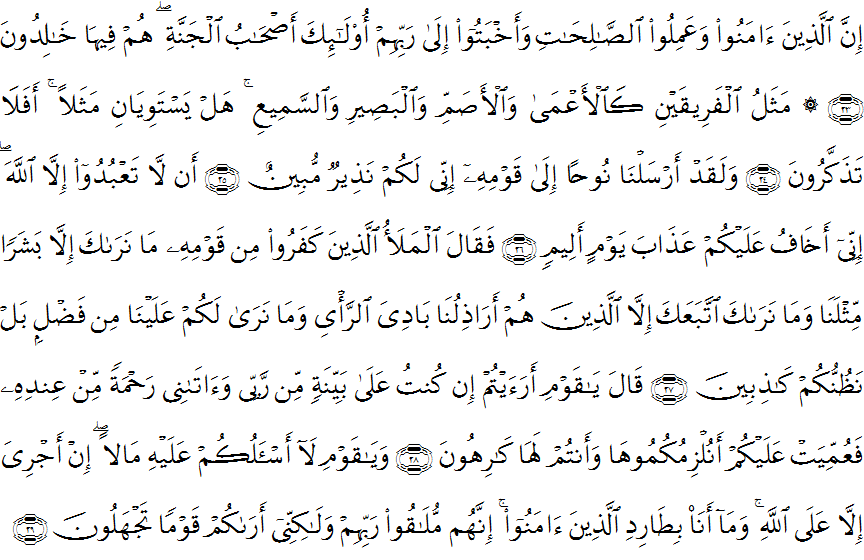 إِنَّ ٱلَّذِينَ ءَامَنُوا۟ وَعَمِلُوا۟ ٱلصَّـٰلِحَـٰتِ وَأَخْبَتُوٓا۟ إِلَىٰ رَبِّهِمْ أُو۟لَـٰٓئِكَ أَصْحَـٰبُ ٱلْجَنَّةِ ۖ هُمْ فِيهَا خَـٰلِدُونَ
﴿٢٣﴾ ۞ مَثَلُ ٱلْفَرِيقَيْنِ كَٱلْأَعْمَىٰ وَٱلْأَصَمِّ وَٱلْبَصِيرِ وَٱلسَّمِيعِ ۚ هَلْ يَسْتَوِيَانِ مَثَلًا ۚ أَفَلَا
تَذَكَّرُونَ ﴿٢٤﴾ وَلَقَدْ أَرْسَلْنَا نُوحًا إِلَىٰ قَوْمِهِۦٓ إِنِّى لَكُمْ نَذِيرٌ مُّبِينٌ ﴿٢٥﴾ أَن لَّا تَعْبُدُوٓا۟ إِلَّا ٱللَّهَ ۖ
إِنِّىٓ أَخَافُ عَلَيْكُمْ عَذَابَ يَوْمٍ أَلِيمٍ ﴿٢٦﴾ فَقَالَ ٱلْمَلَأُ ٱلَّذِينَ كَفَرُوا۟ مِن قَوْمِهِۦ مَا نَرَىٰكَ إِلَّا بَشَرًا
مِّثْلَنَا وَمَا نَرَىٰكَ ٱتَّبَعَكَ إِلَّا ٱلَّذِينَ هُمْ أَرَاذِلُنَا بَادِىَ ٱلرَّأْىِ وَمَا نَرَىٰ لَكُمْ عَلَيْنَا مِن فَضْلٍۭ بَلْ
نَظُنُّكُمْ كَـٰذِبِينَ ﴿٢٧﴾ قَالَ يَـٰقَوْمِ أَرَءَيْتُمْ إِن كُنتُ عَلَىٰ بَيِّنَةٍ مِّن رَّبِّى وَءَاتَىٰنِى رَحْمَةً مِّنْ عِندِهِۦ
فَعُمِّيَتْ عَلَيْكُمْ أَنُلْزِمُكُمُوهَا وَأَنتُمْ لَهَا كَـٰرِهُونَ ﴿٢٨﴾ وَيَـٰقَوْمِ لَآ أَسْـَٔلُكُمْ عَلَيْهِ مَالًا ۖ إِنْ أَجْرِىَ
إِلَّا عَلَى ٱللَّهِ ۚ وَمَآ أَنَا۠ بِطَارِدِ ٱلَّذِينَ ءَامَنُوٓا۟ ۚ إِنَّهُم مُّلَـٰقُوا۟ رَبِّهِمْ وَلَـٰكِنِّىٓ أَرَىٰكُمْ قَوْمًا تَجْهَلُونَ ﴿٢٩﴾